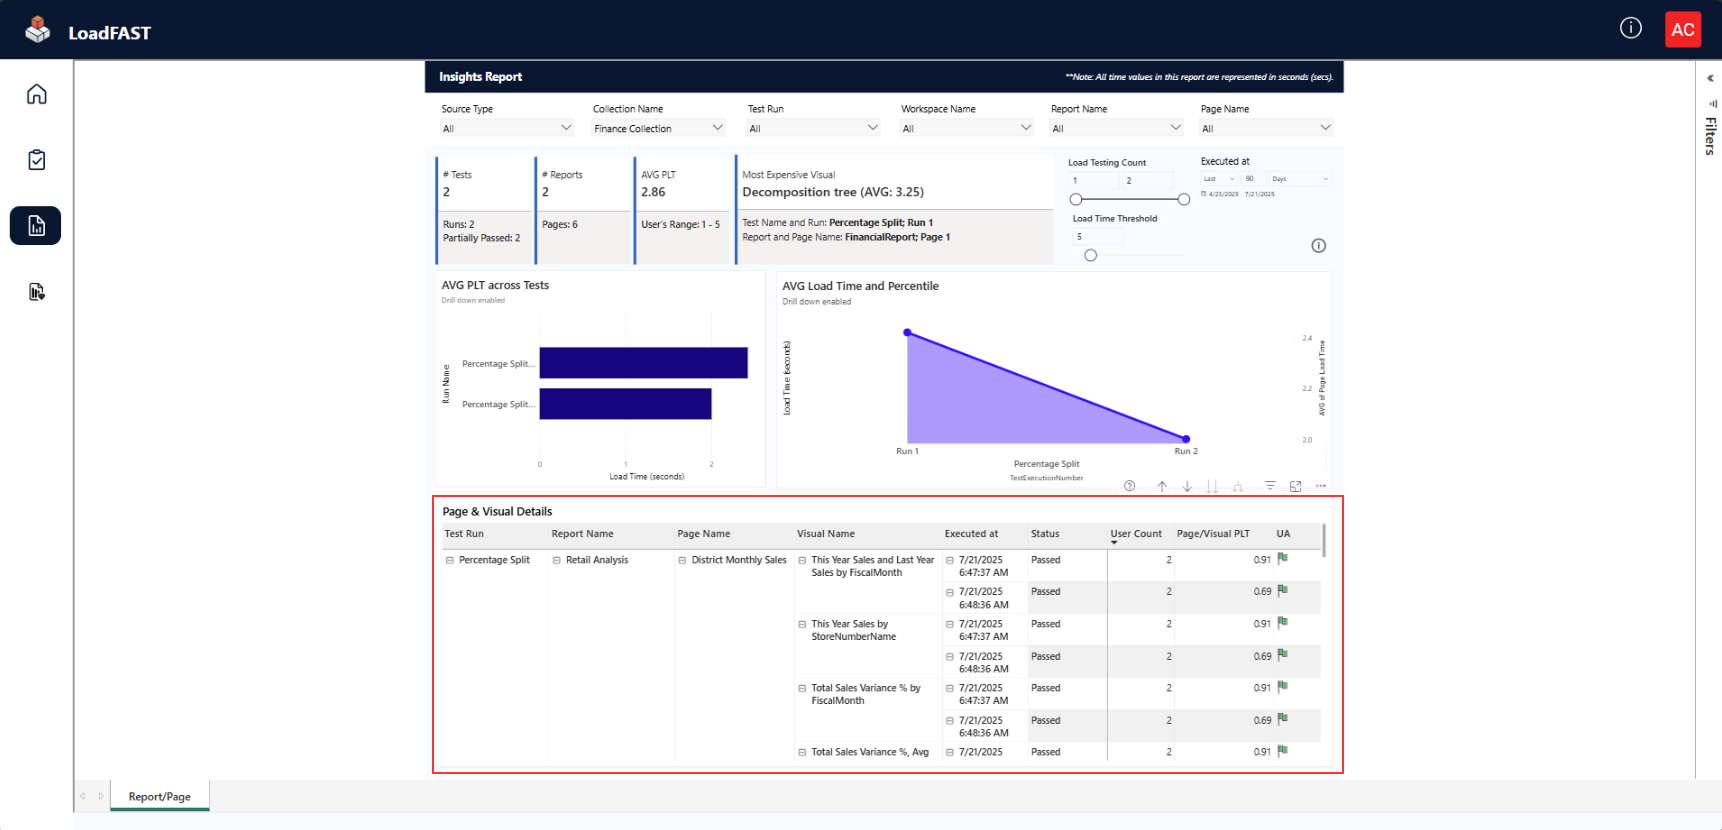 LoadFAST
AC
Insights Report
**Note: All time values in this report are represented in seconds (secs).
Source Type
Collection Name
Test Run
Workspace Name
Report Name
Page Name
All
Finance Collection
All
All
All
All
# Tests
2
Runs: 2
Partially Passed: 2
# Reports
2
Pages: 6
AVG PLT
2.86
User's Range: 1 - 5
Most Expensive Visual
Decomposition tree (AVG: 3.25)
Test Name and Run: Percentage Split; Run 1
Report and Page Name: FinancialReport; Page 1
Load Testing Count
1 2
Load Time Threshold
5
Executed at
Last 90 Days
4/23/2025 - 7/21/2025
Filters
AVG PLT across Tests
Drill down enabled
Run Name
Percentage Split...
Percentage Split...
0 1 2
Load Time (seconds)
AVG Load Time and Percentile
Drill down enabled
Load Time (seconds)
2.4
2.2
2.0
AVG of Page Load Time
Run 1 Run 2
Percentage Split
TestExecutionNumber
Page & Visual Details
Test Run Report Name Page Name Visual Name Executed at Status User Count Page/Visual PLT UA
Percentage Split Retail Analysis District Monthly Sales This Year Sales and Last Year 7/21/2025 Passed 2 0.91
Sales by FiscalMonth 6:47:37 AM
7/21/2025 Passed 2 0.69
6:48:36 AM
This Year Sales by 7/21/2025 Passed 2 0.91
StoreNumberName 6:47:37 AM
7/21/2025 Passed 2 0.69
6:48:36 AM
Total Sales Variance % by 7/21/2025 Passed 2 0.91
FiscalMonth 6:47:37 AM
7/21/2025 Passed 2 0.69
6:48:36 AM
Total Sales Variance %, Avg 7/21/2025 Passed 2 0.91
Report/Page